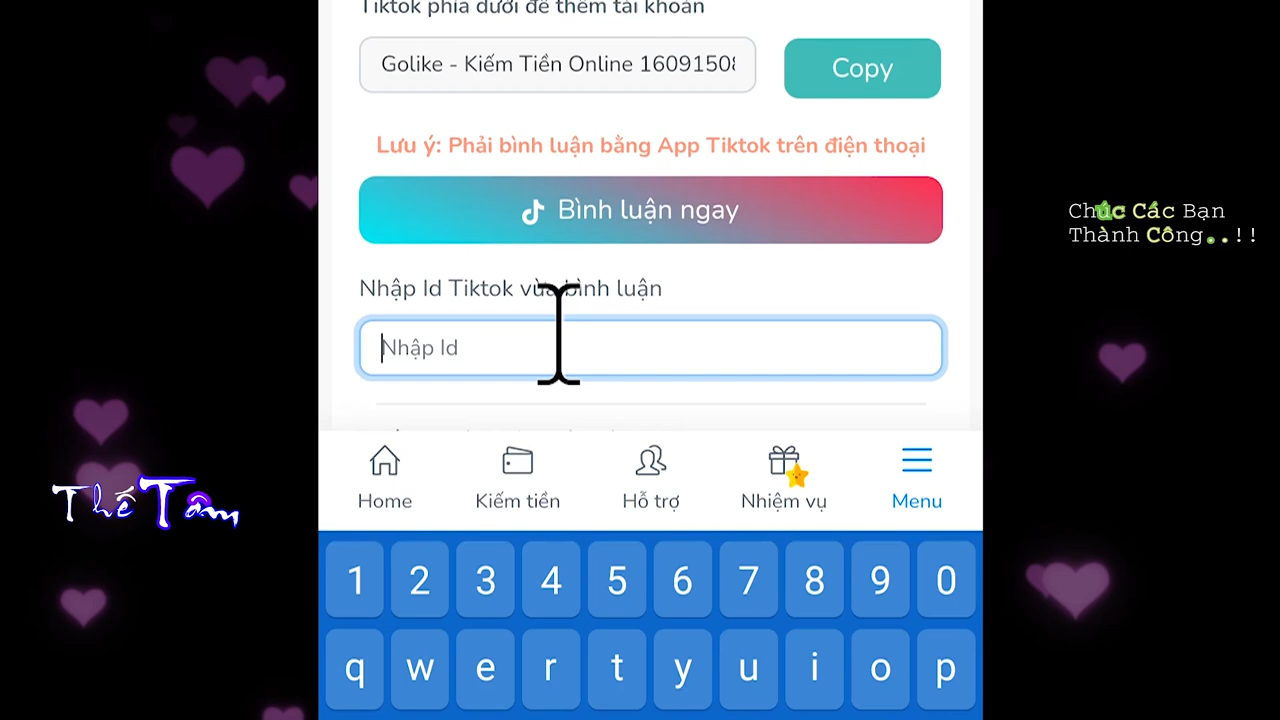 Tiktok phía dưới để thêm tài khoản
Golike - Kiếm Tiền Online 1609150
Copy
Lưu ý: Phải bình luận bằng App Tiktok trên điện thoại
Bình luận ngay
Nhập Id Tiktok vừa bình luận
Nhập Id
Home
Kiếm tiền
Hỗ trợ
Nhiệm vụ
Menu
1 2 3 4 5 6 7 8 9 0
q w e r t y u i o p
Chúc Các Bạn
Thành Công..!!
Thế Tâm